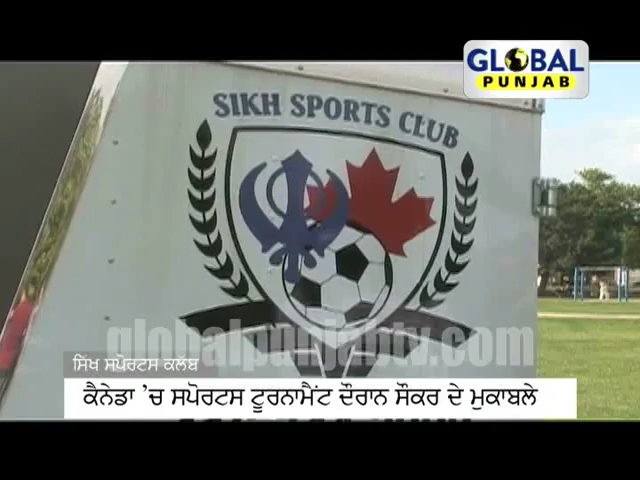 GLOBAL
PUNJAB
SIKH SPORTS CLUB
globalpunjabtv.com
ਸਿੱਖ ਸਪੋਰਟਸ ਕਲੱਬ
ਕੈਨੇਡਾ ’ਚ ਸਪੋਰਟਸ ਟੂਰਨਾਮੈਂਟ ਦੌਰਾਨ ਸੌਕਰ ਦੇ ਮੁਕਾਬਲੇ